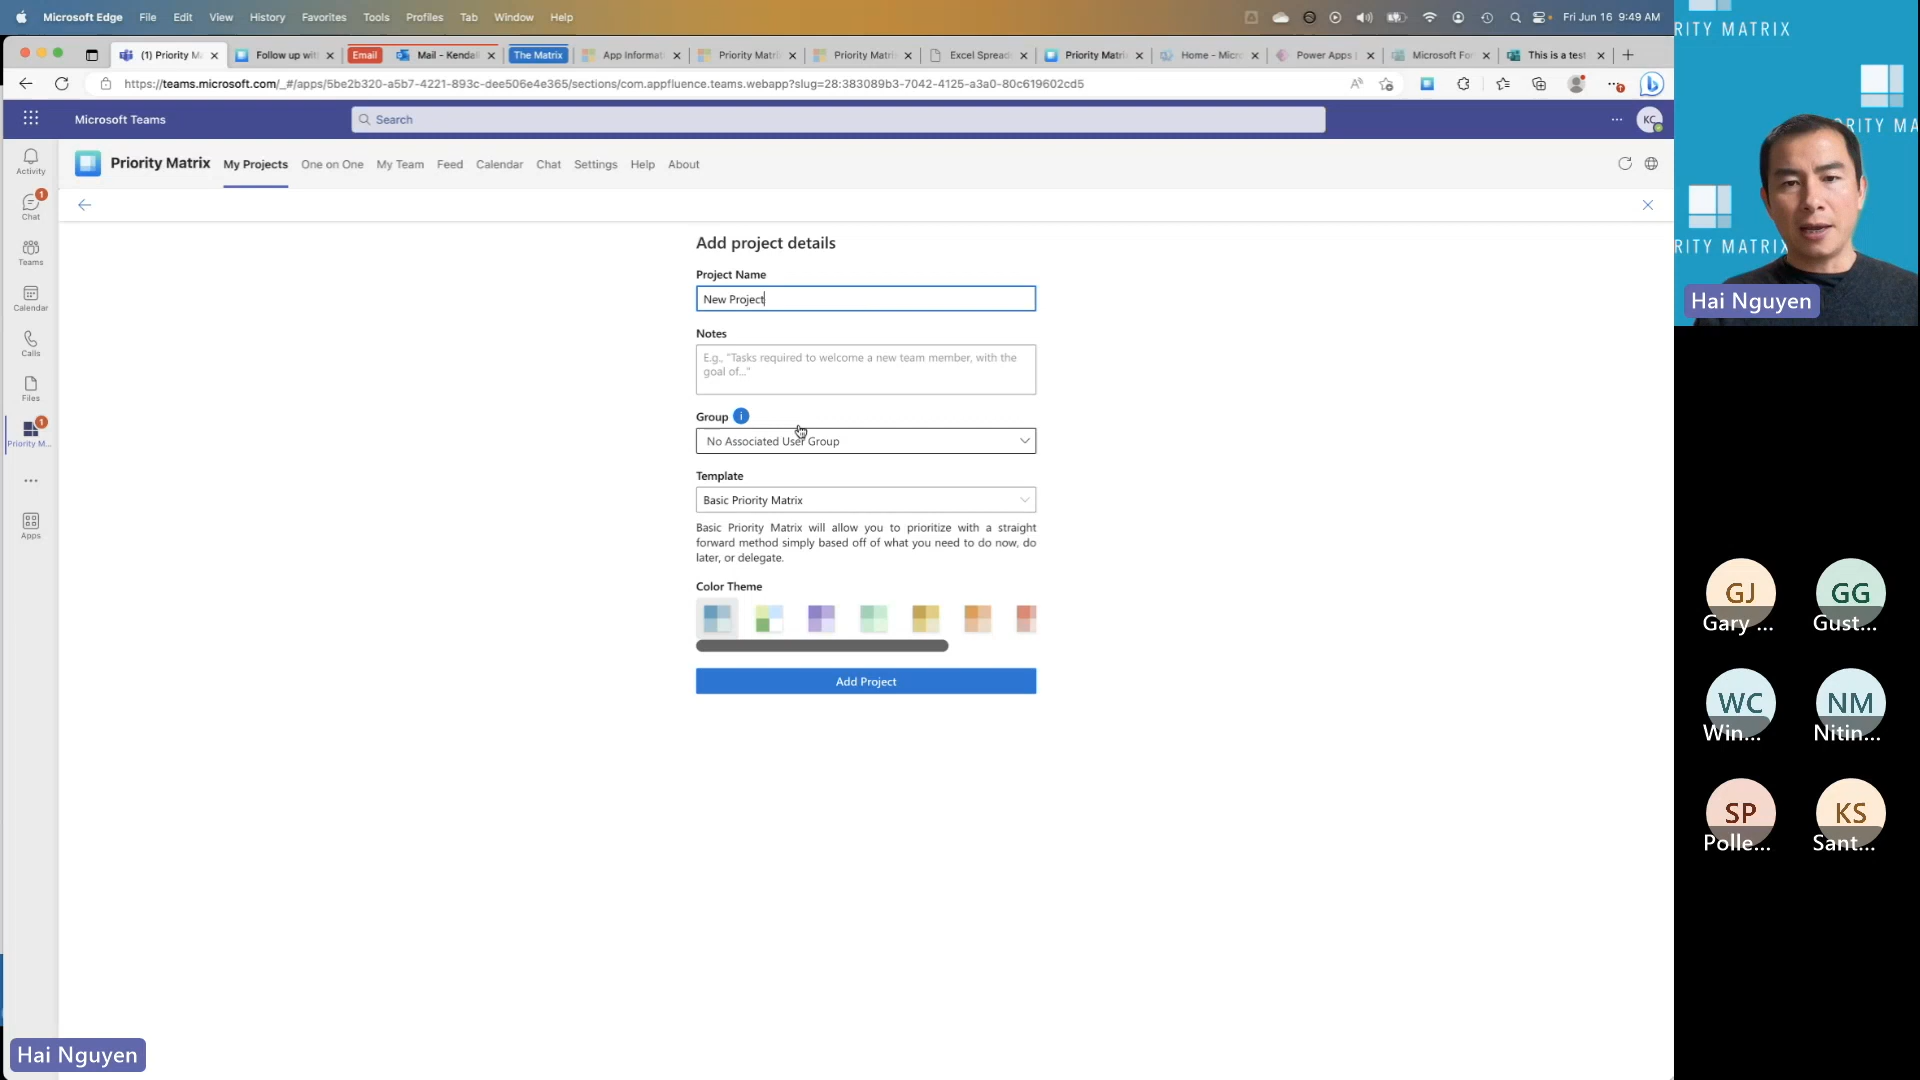 Microsoft Edge File Edit View History Favorites Tools Profiles Tab Window Help Fri Jun 16 9:49 AM
(1) Priority M Follow up wit Email Mail - Kendal The Matrix App Informat Priority Matri Priority Matri Excel Spread Priority Matri Home - Micro Power Apps Microsoft For This is a test
https://teams.microsoft.com/_#/apps/5be2b320-a5b7-4221-893c-dee506e4e365/sections/com.appfluence.teams.webapp?slug=28:383089b3-7042-4125-a3a0-80c619602cd5
Microsoft Teams Search KC
Priority Matrix My Projects One on One My Team Feed Calendar Chat Settings Help About
Activity
1
Chat
Teams
Calendar
Calls
Files
1
Priority M...
Apps
Add project details
Project Name
New Project
Notes
E.g., "Tasks required to welcome a new team member, with the
goal of..."
Group i
No Associated User Group
Template
Basic Priority Matrix
Basic Priority Matrix will allow you to prioritize with a straight
forward method simply based off of what you need to do now, do
later, or delegate.
Color Theme
Add Project
Hai Nguyen
RITY MATRIX
RITY MA
RITY MATRIX
Hai Nguyen
GJ GG
Gary ... Gust...
WC NM
Win... Nitin...
SP KS
Polle... Sant...